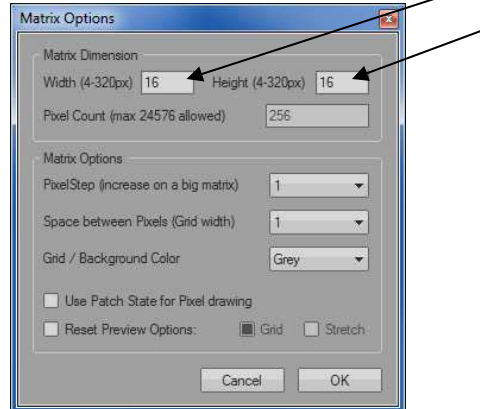 Matrix Options
Matrix Dimension
Width (4-320px) 16 Height (4-320px) 16
Pixel Count (max 24576 allowed) 256
Matrix Options
PixelStep (increase on a big matrix) 1
Space between Pixels (Grid width) 1
Grid / Background Color Grey
Use Patch State for Pixel drawing
Reset Preview Options: Grid Stretch
Cancel OK